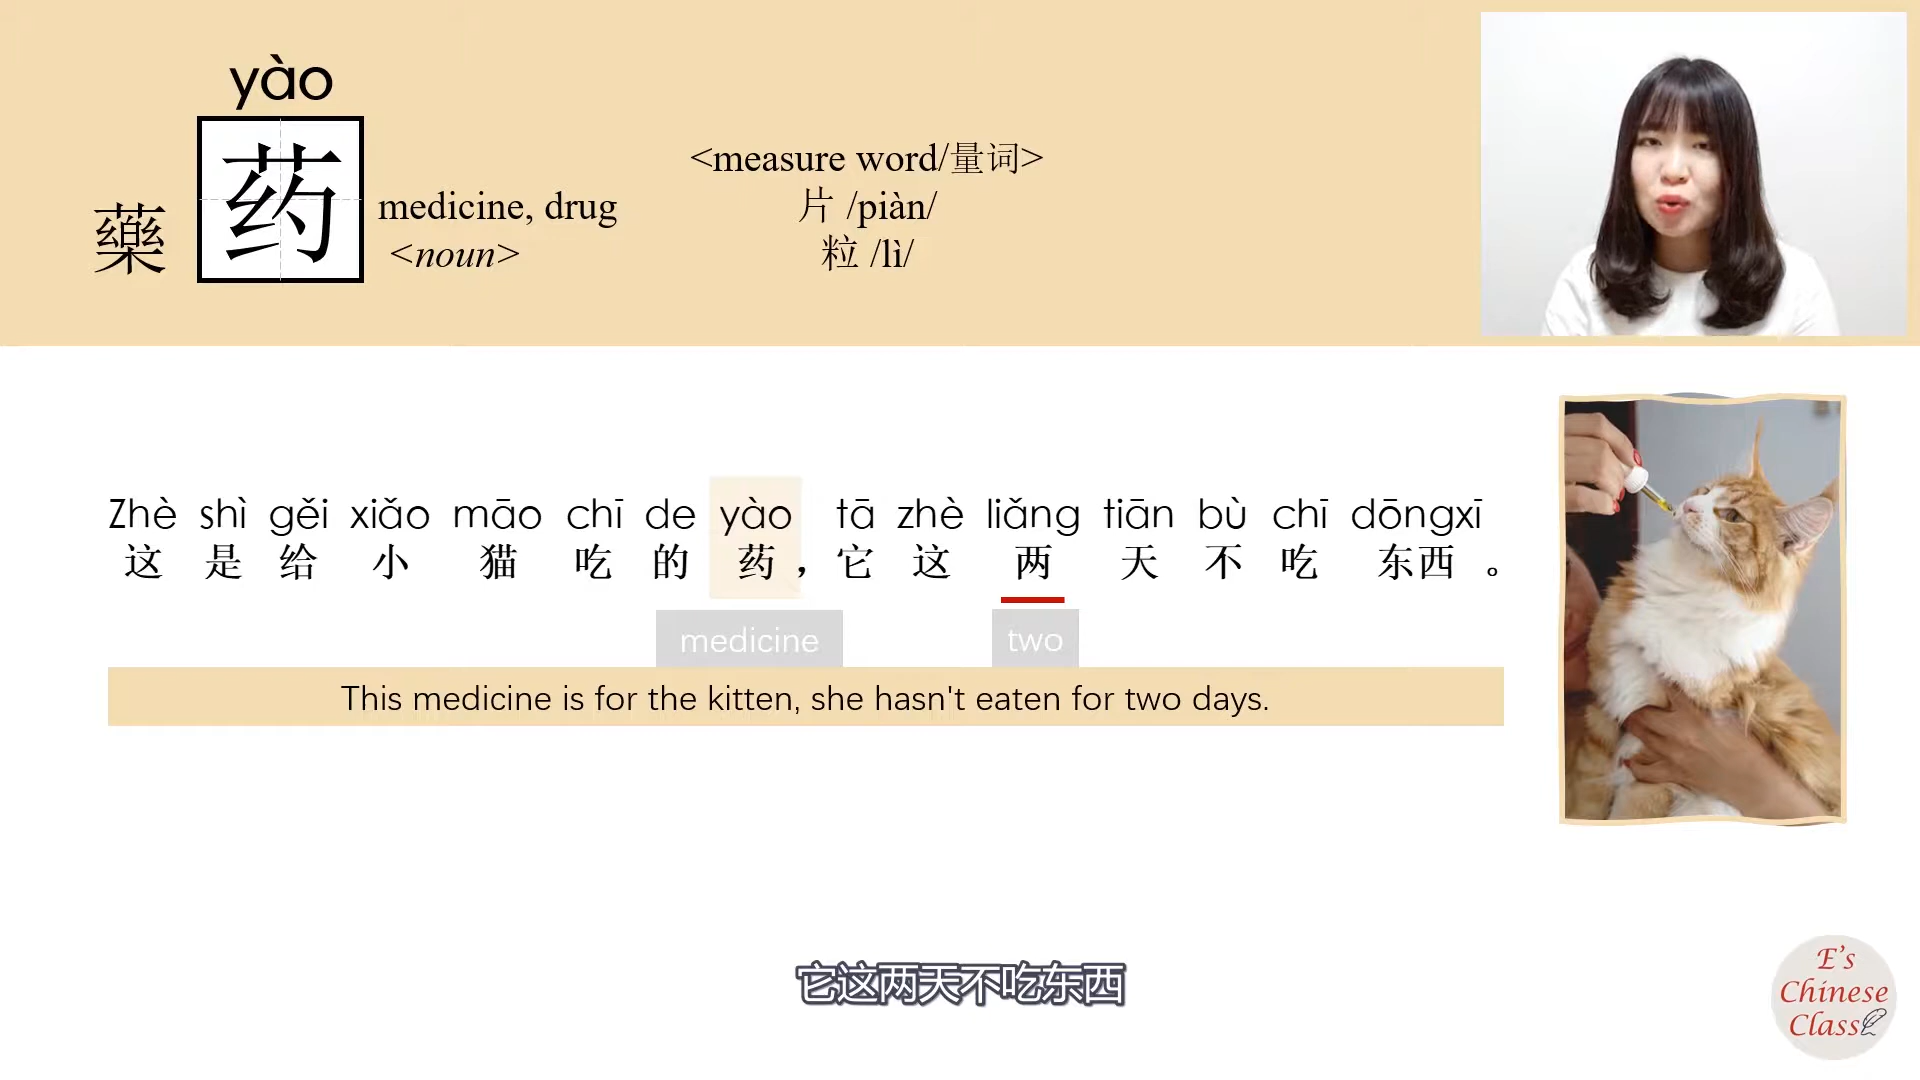 yào
藥
药
medicine, drug
<noun>
<measure word/量词>
片 /piàn/
粒 /lì/
Zhè shì gěi xiǎo māo chī de yào tā zhè liǎng tiān bù chī dōngxī
这 是 给 小 猫 吃 的 药 ， 它 这 两 天 不 吃 东西 。
medicine two
This medicine is for the kitten, she hasn't eaten for two days.
它这两天不吃东西
E's
Chinese
Class